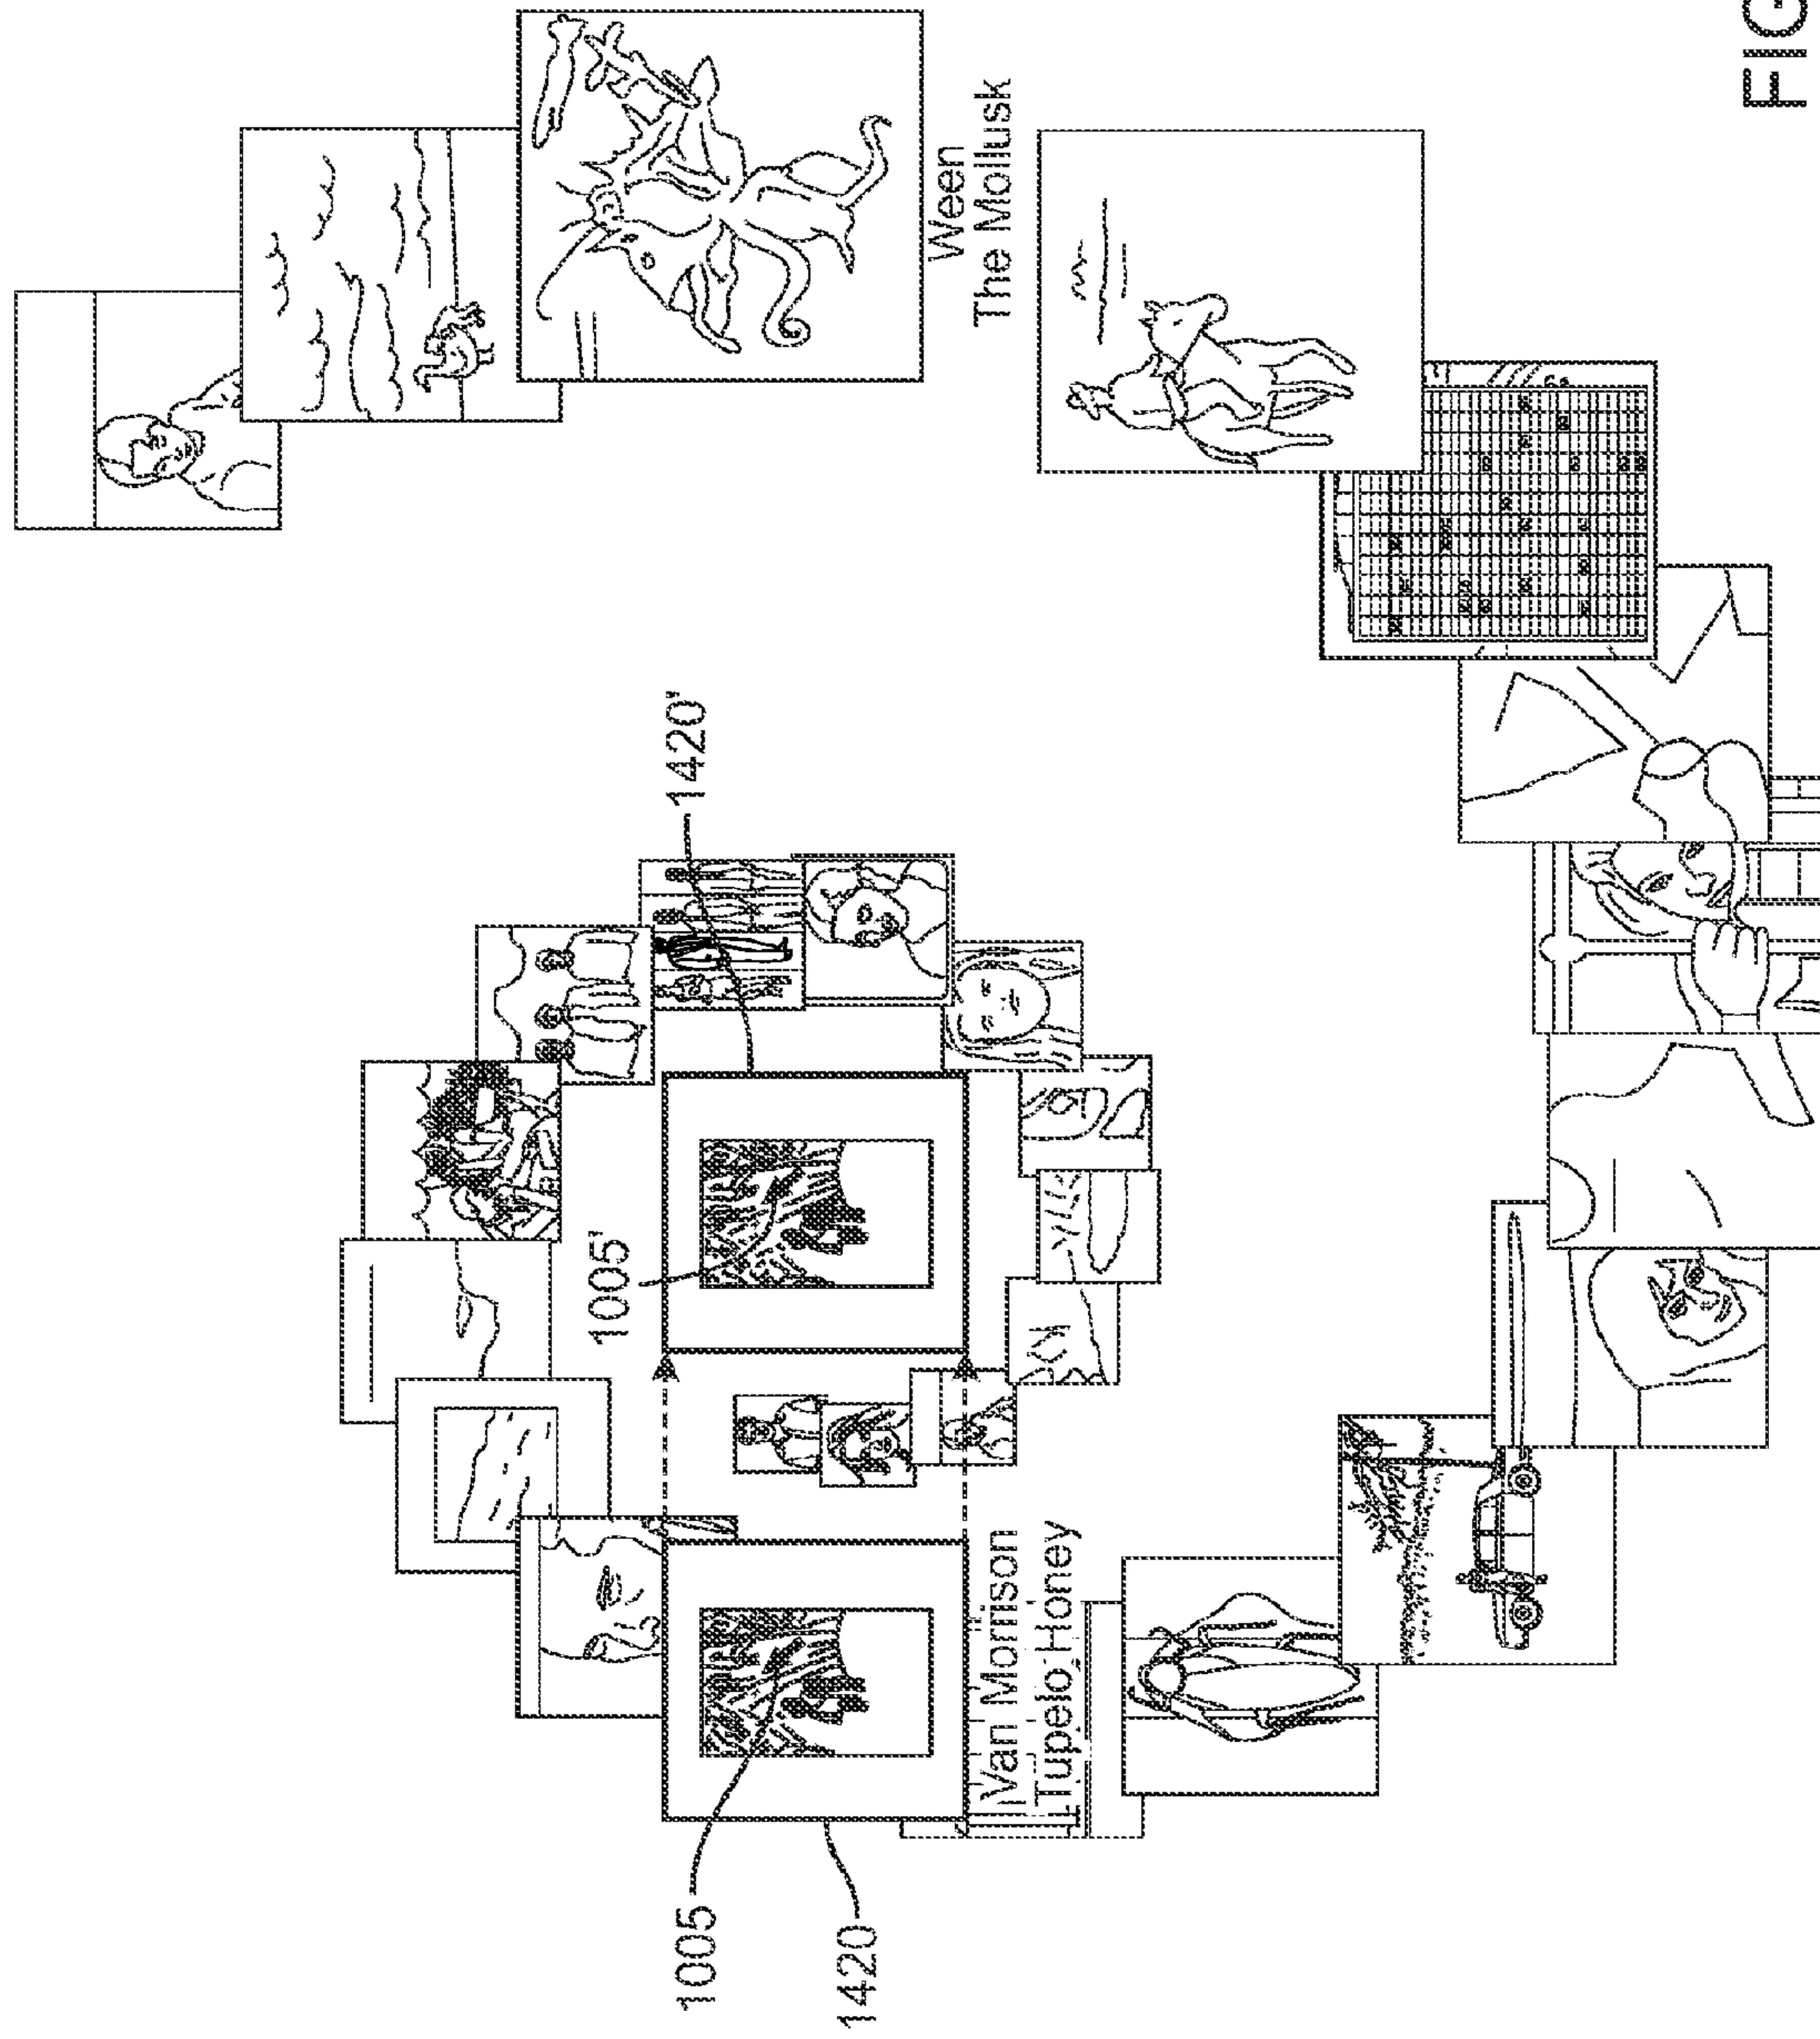 1005
1420
Van Morrison
Tupelo Honey
1005'
1420'
Ween
The Mollusk
FIG